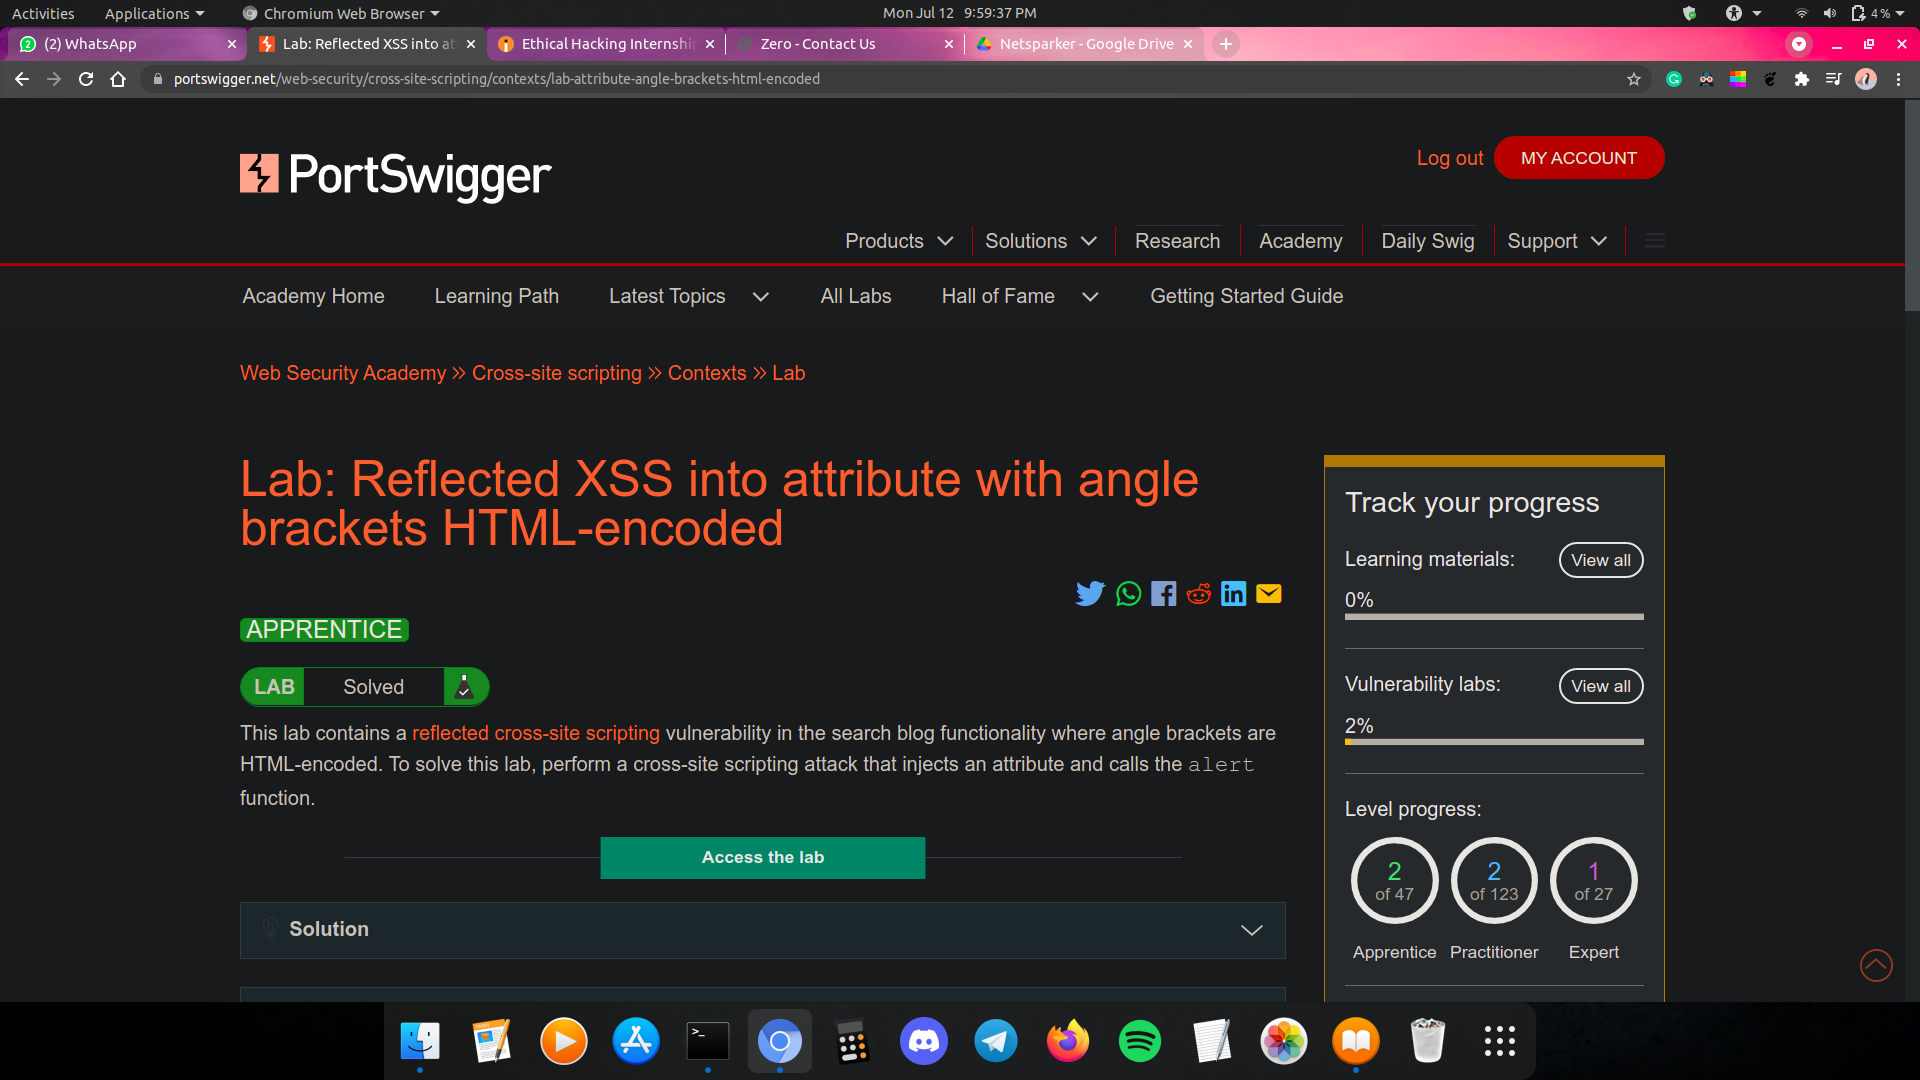 Activities
Applications
Chromium Web Browser
Mon Jul 12 9:59:37 PM
4 %
(2) WhatsApp
Lab: Reflected XSS into at
Ethical Hacking Internshi
Zero - Contact Us
Netsparker - Google Drive
portswigger.net/web-security/cross-site-scripting/contexts/lab-attribute-angle-brackets-html-encoded
PortSwigger
Log out
MY ACCOUNT
Products
Solutions
Research
Academy
Daily Swig
Support
Academy Home
Learning Path
Latest Topics
All Labs
Hall of Fame
Getting Started Guide
Web Security Academy » Cross-site scripting » Contexts » Lab
Lab: Reflected XSS into attribute with angle
brackets HTML-encoded
APPRENTICE
LAB Solved
This lab contains a reflected cross-site scripting vulnerability in the search blog functionality where angle brackets are
HTML-encoded. To solve this lab, perform a cross-site scripting attack that injects an attribute and calls the alert
function.
Access the lab
Solution
Track your progress
Learning materials:
View all
0%
Vulnerability labs:
View all
2%
Level progress:
2
of 47
2
of 123
1
of 27
Apprentice
Practitioner
Expert